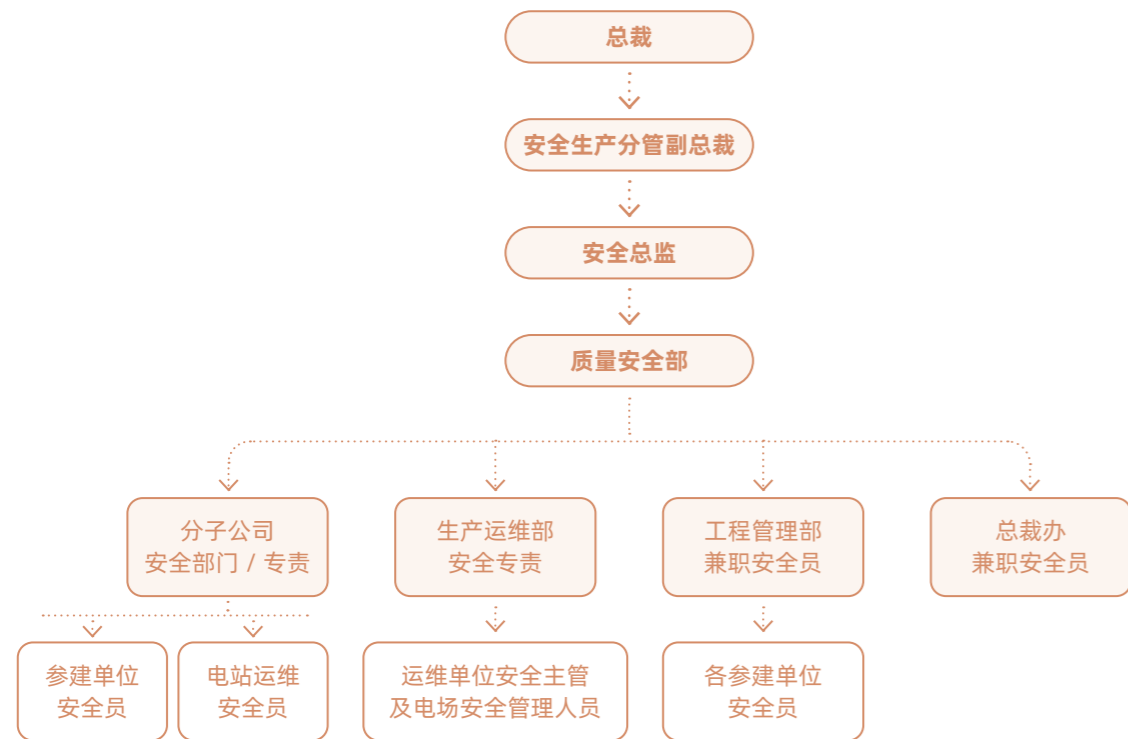 总裁
安全生产分管副总裁
安全总监
质量安全部
分子公司
安全部门 / 专责
生产运维部
安全专责
工程管理部
兼职安全员
总裁办
兼职安全员
参建单位
安全员
电站运维
安全员
运维单位安全主管
及电场安全管理人员
各参建单位
安全员